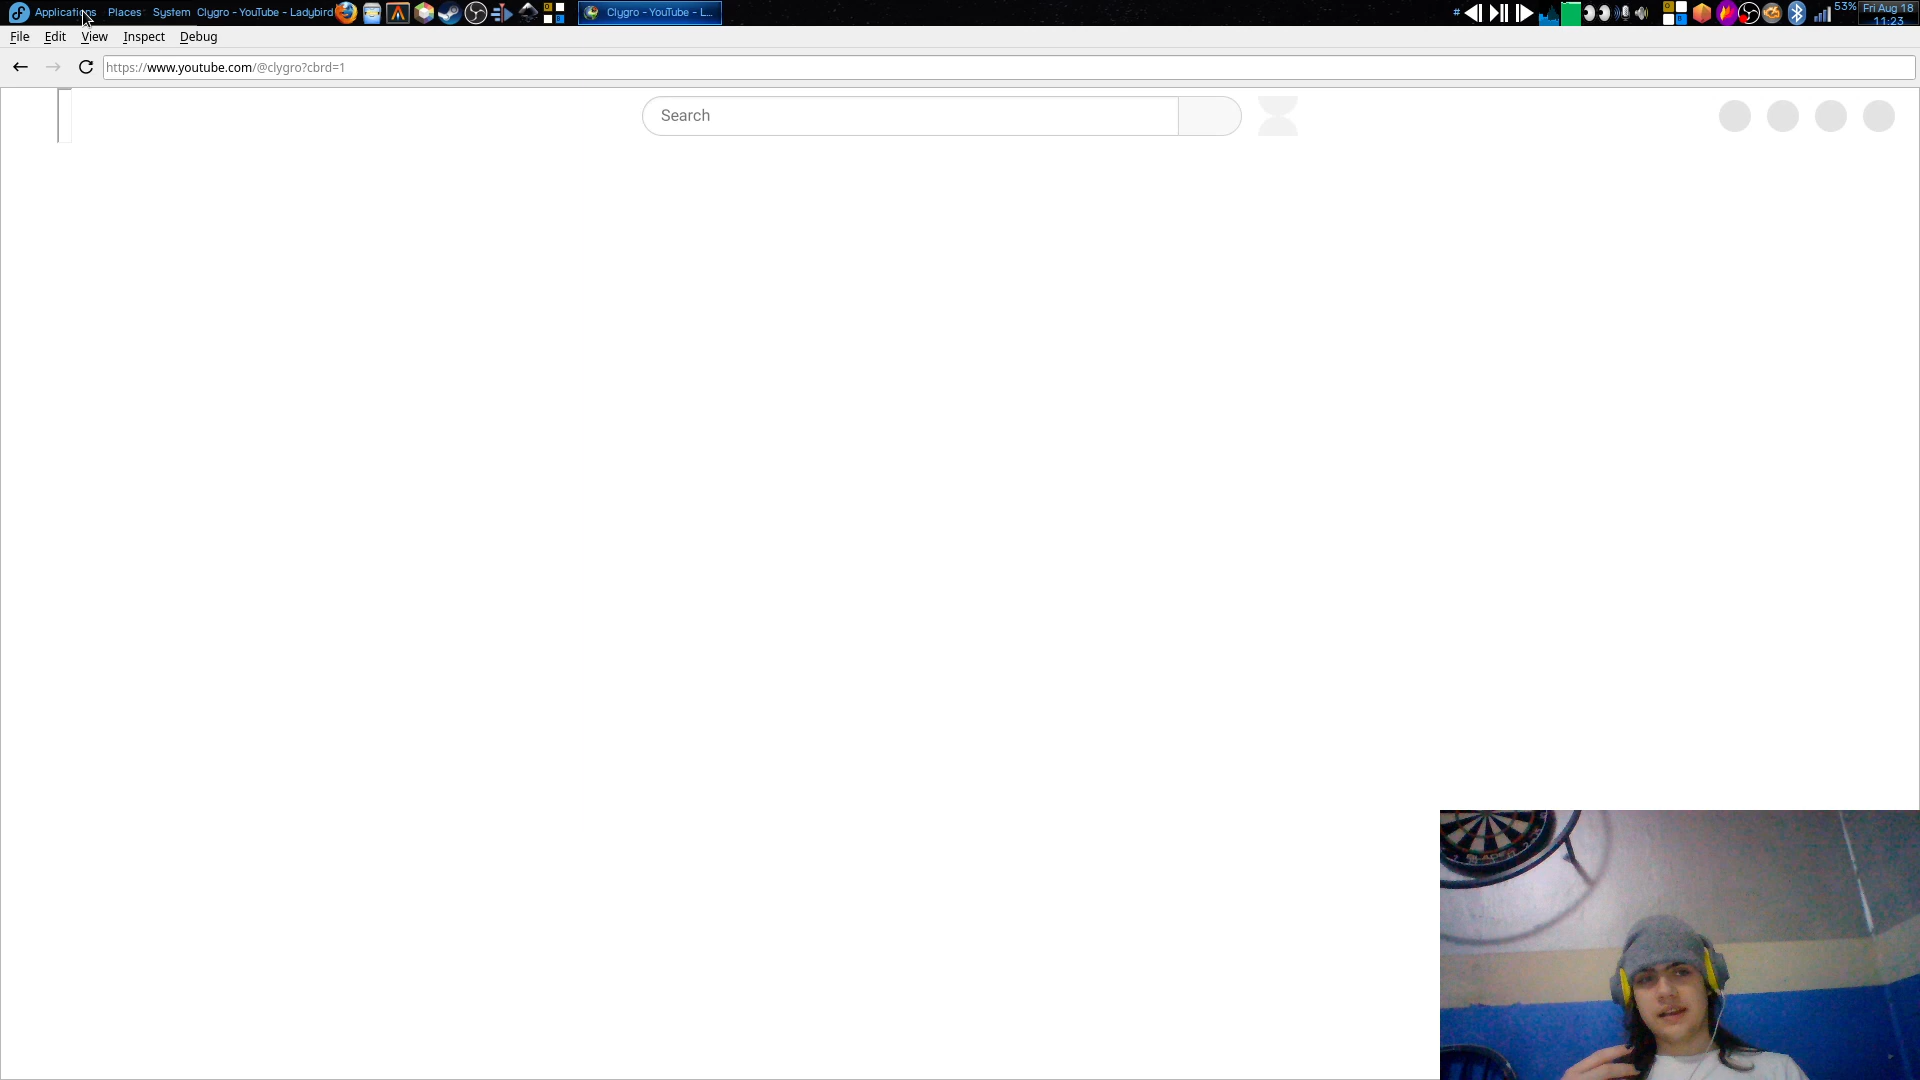 Applications Places System Clygro - YouTube - Ladybird Clygro - YouTube - L... # 53% Fri Aug 18
11:23
File Edit View Inspect Debug
https://www.youtube.com/@clygro?cbrd=1
Search